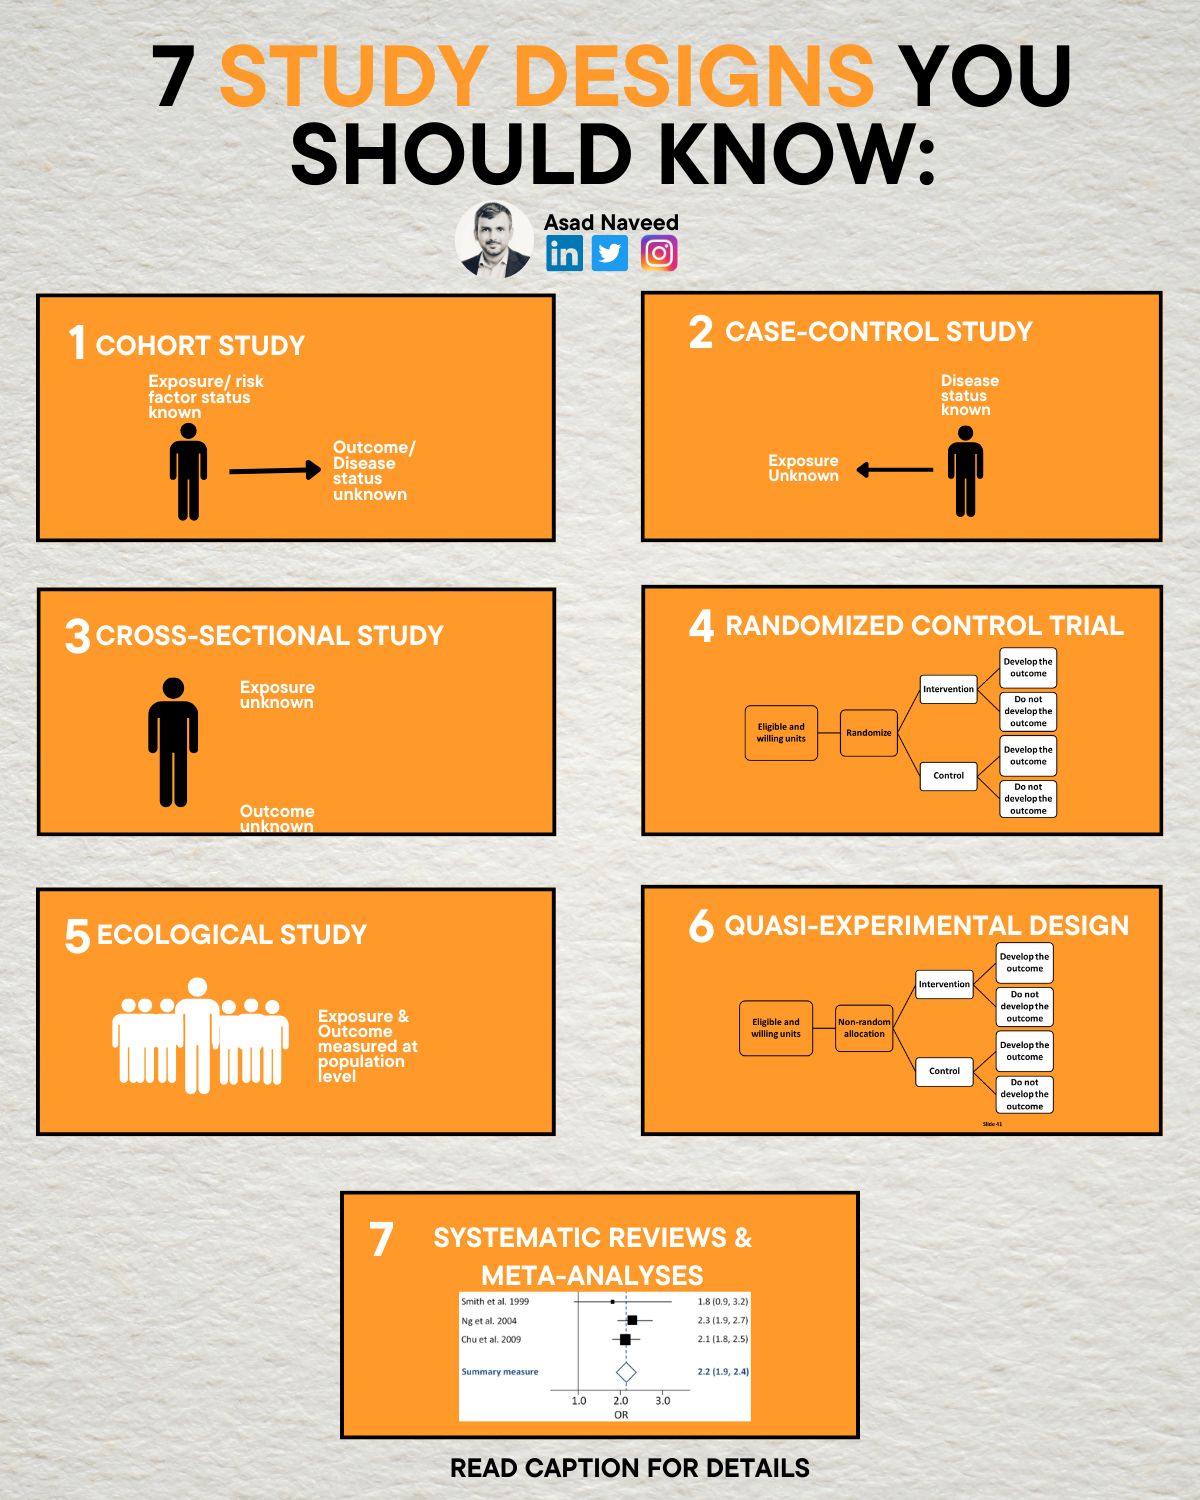 7 STUDY DESIGNS YOU
SHOULD KNOW:
Asad Naveed
in
1 COHORT STUDY
Exposure/ risk
factor status
known
Outcome/
Disease
status
unknown
2 CASE-CONTROL STUDY
Disease
status
known
Exposure
Unknown
3 CROSS-SECTIONAL STUDY
Exposure
unknown
Outcome
unknown
4 RANDOMIZED CONTROL TRIAL
Eligible and
willing units
Randomize
Intervention
Control
Develop the
outcome
Do not
develop the
outcome
Develop the
outcome
Do not
develop the
outcome
5 ECOLOGICAL STUDY
Exposure &
Outcome
measured at
population
level
6 QUASI-EXPERIMENTAL DESIGN
Eligible and
willing units
Non-random
allocation
Intervention
Control
Develop the
outcome
Do not
develop the
outcome
Develop the
outcome
Do not
develop the
outcome
Slide 41
7 SYSTEMATIC REVIEWS &
META-ANALYSES
Smith et al. 1999 1.8 (0.9, 3.2)
Ng et al. 2004 2.3 (1.9, 2.7)
Chu et al. 2009 2.1 (1.8, 2.5)
Summary measure 2.2 (1.9, 2.4)
1.0 2.0 3.0
OR
READ CAPTION FOR DETAILS